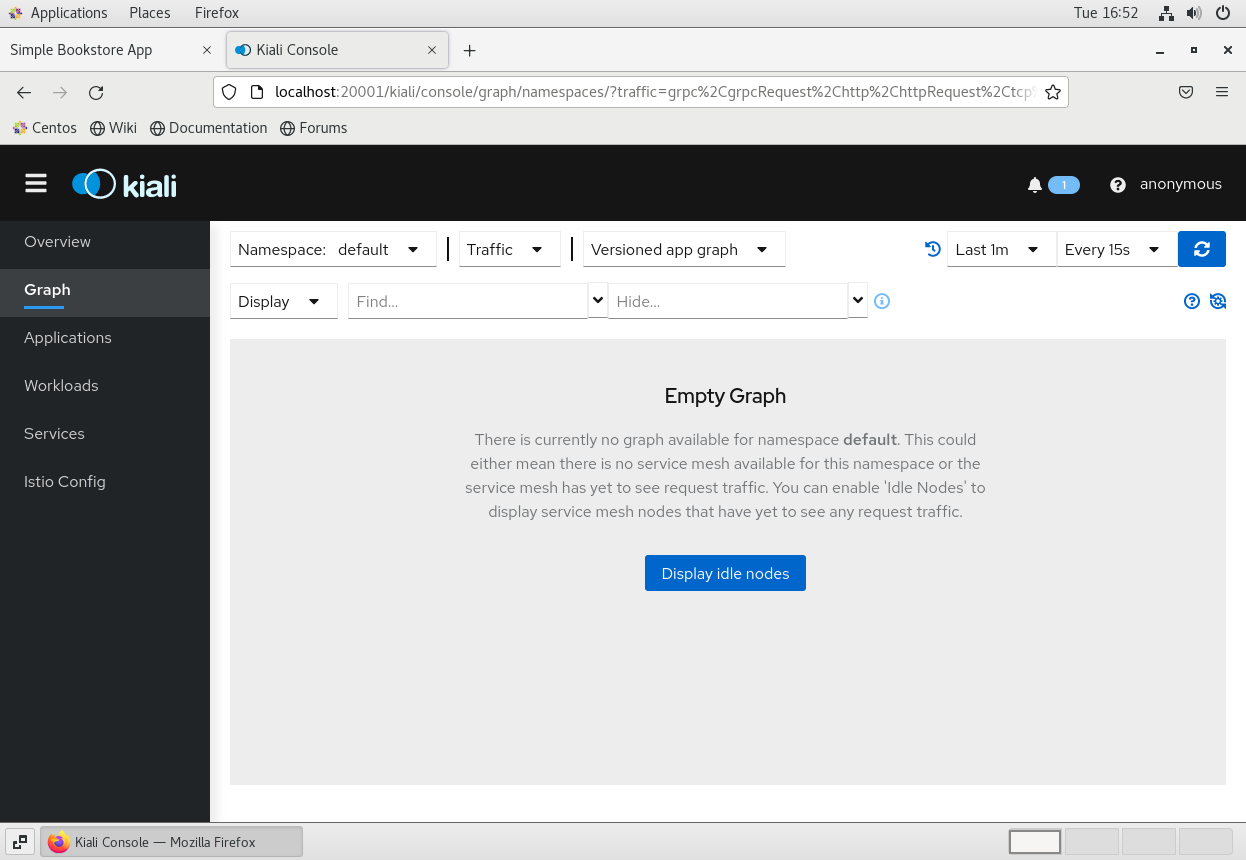 Applications Places Firefox Tue 16:52
Simple Bookstore App × Kiali Console × +
localhost:20001/kiali/console/graph/namespaces/?traffic=grpc%2CgrpcRequest%2Chttp%2ChttpRequest%2Ctcp%
Centos Wiki Documentation Forums
kiali 1 anonymous
Overview
Graph
Applications
Workloads
Services
Istio Config
Namespace: default Traffic Versioned app graph Last 1m Every 15s
Display Find... Hide...
Empty Graph
There is currently no graph available for namespace default. This could
either mean there is no service mesh available for this namespace or the
service mesh has yet to see request traffic. You can enable 'Idle Nodes' to
display service mesh nodes that have yet to see any request traffic.
Display idle nodes
Kiali Console — Mozilla Firefox